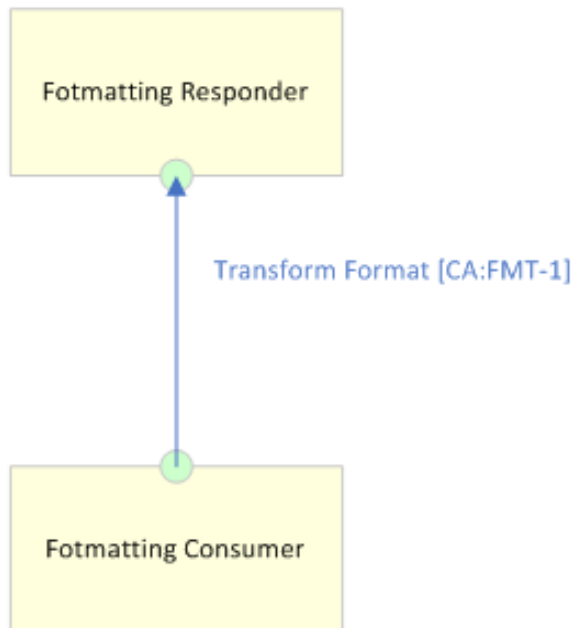 Fotmatting Responder
Transform Format [CA:FMT-1]
Fotmatting Consumer